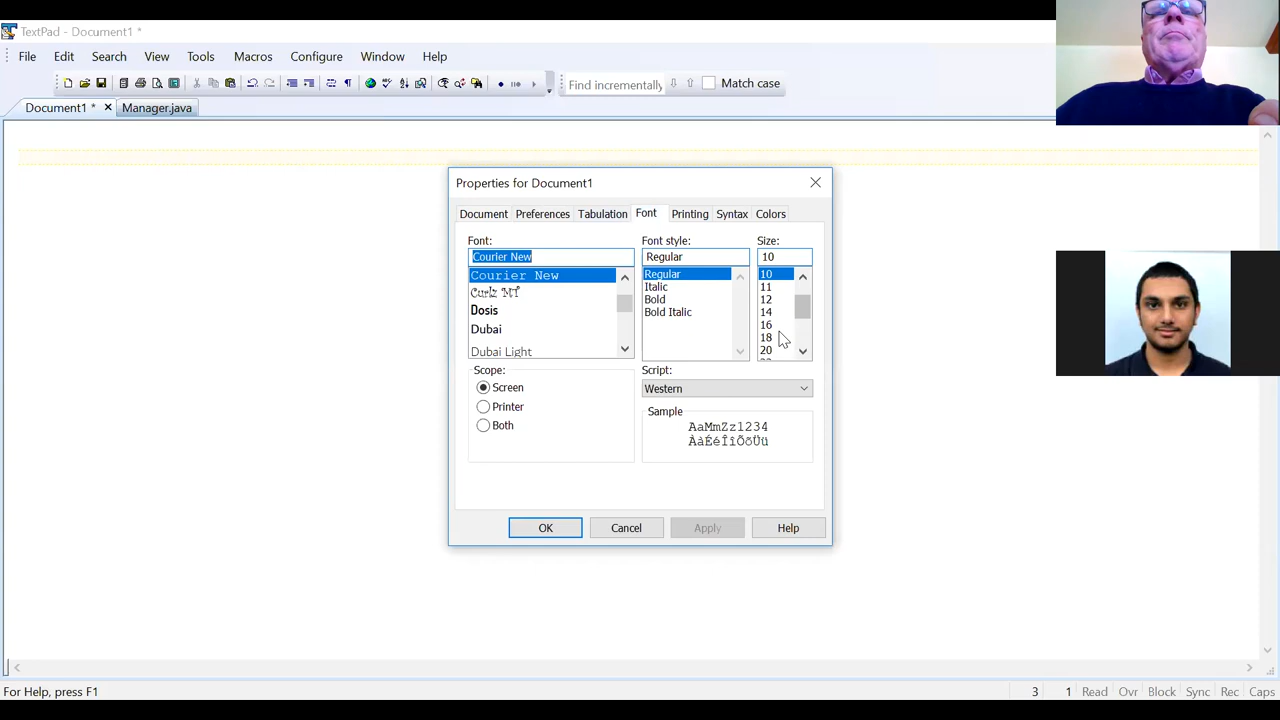 TextPad - Document1 *
File Edit Search View Tools Macros Configure Window Help
Find incrementally Match case
Document1 * Manager.java
Properties for Document1
Document Preferences Tabulation Font Printing Syntax Colors
Font: Font style: Size:
Courier New Regular 10
Courier New Regular 10
Curlz MT Italic 11
Dosis Bold 12
Dubai Bold Italic 14
Dubai Light 16
18
20
Scope: Script:
Screen Western
Printer Sample
Both AaMmZz1234
ÀàÉéÎîÕõÜü
OK Cancel Apply Help
For Help, press F1 3 1 Read Ovr Block Sync Rec Caps